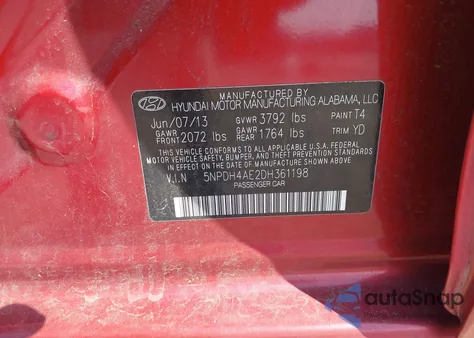 MANUFACTURED BY
HYUNDAI MOTOR MANUFACTURING ALABAMA, LLC
Jun/07/13 GVWR 3792 lbs PAINT T4
GAWR FRONT 2072 lbs GAWR REAR 1764 lbs TRIM YD
THIS VEHICLE CONFORMS TO ALL APPLICABLE U.S. FEDERAL
MOTOR VEHICLE SAFETY, BUMPER, AND THEFT PREVENTION STANDARDS
IN EFFECT ON THE DATE OF MANUFACTURE SHOWN ABOVE.
V.I.N 5NPDH4AE2DH361198
PASSENGER CAR
autoSnap